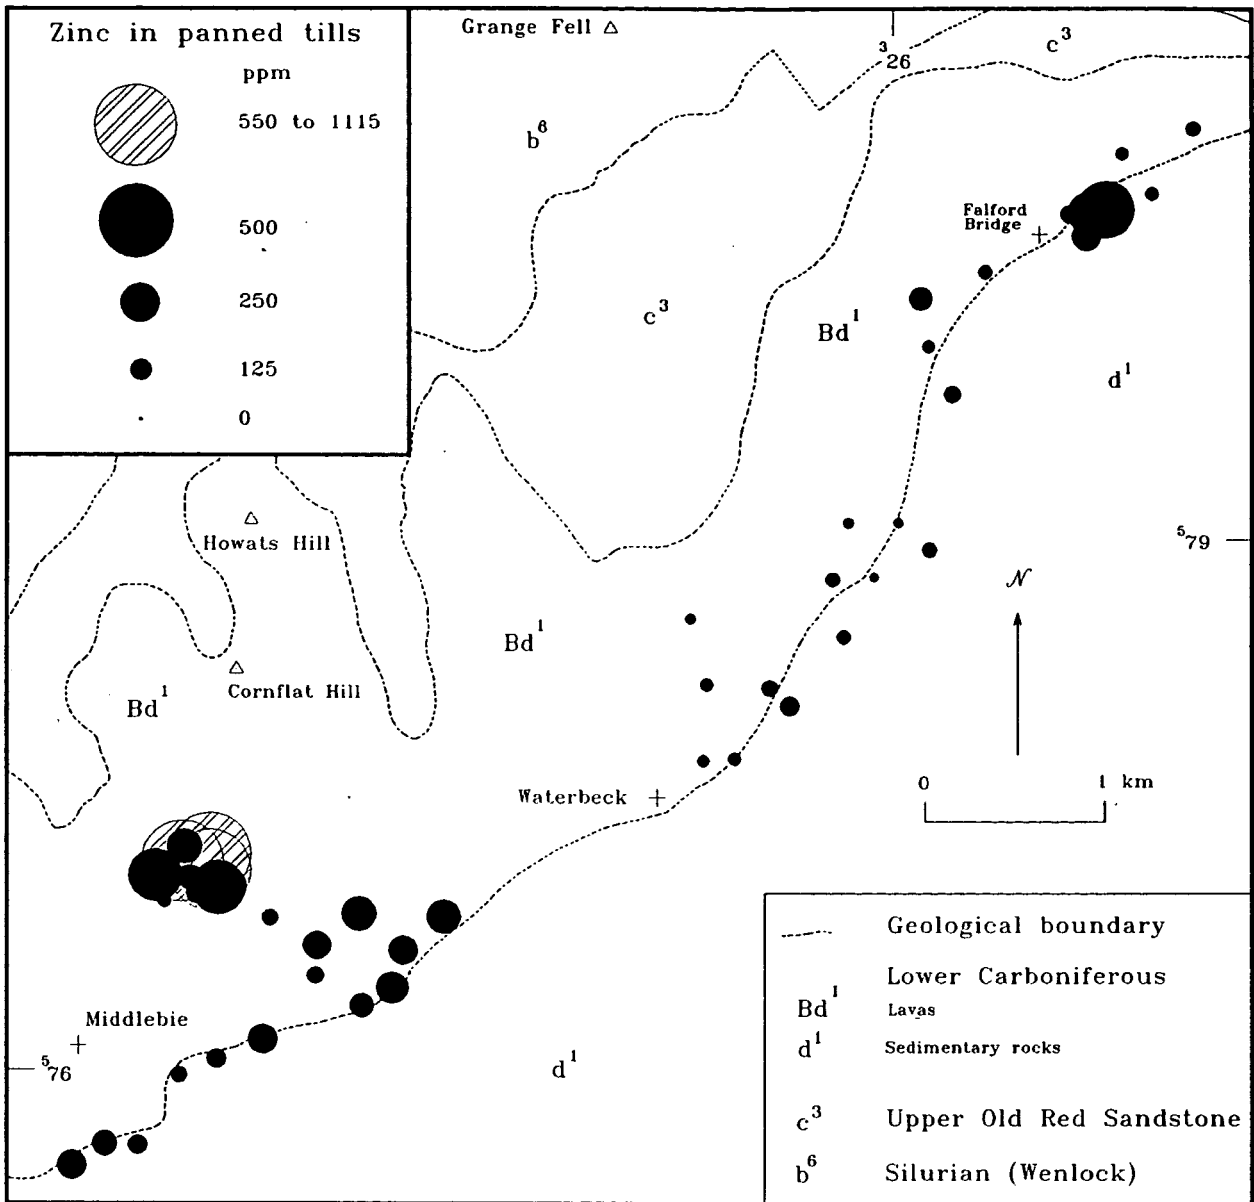 Zinc in panned tills
ppm
550 to 1115
500
250
125
0
Grange Fell
³26
c³
b⁶
Falford
Bridge
c³
Bd¹
d¹
Howats Hill
⁵79
N
Bd¹
Cornflat Hill
Bd¹
0 1 km
Waterbeck
Middlebie
⁵76
d¹
Geological boundary
Lower Carboniferous
Bd¹ Lavas
d¹ Sedimentary rocks
c³ Upper Old Red Sandstone
b⁶ Silurian (Wenlock)